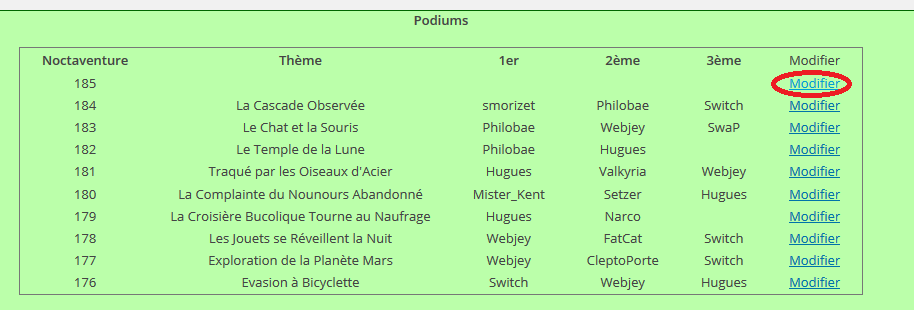 Podiums
Noctaventure Thème 1er 2ème 3ème Modifier
185 Modifier
184 La Cascade Observée smorizet Philobae Switch Modifier
183 Le Chat et la Souris Philobae Webjey SwaP Modifier
182 Le Temple de la Lune Philobae Hugues Modifier
181 Traqué par les Oiseaux d'Acier Hugues Valkyria Webjey Modifier
180 La Complainte du Nounours Abandonné Mister_Kent Setzer Hugues Modifier
179 La Croisière Bucolique Tourne au Naufrage Hugues Narco Modifier
178 Les Jouets se Réveillent la Nuit Webjey FatCat Switch Modifier
177 Exploration de la Planète Mars Webjey CleptoPorte Switch Modifier
176 Evasion à Bicyclette Switch Webjey Hugues Modifier